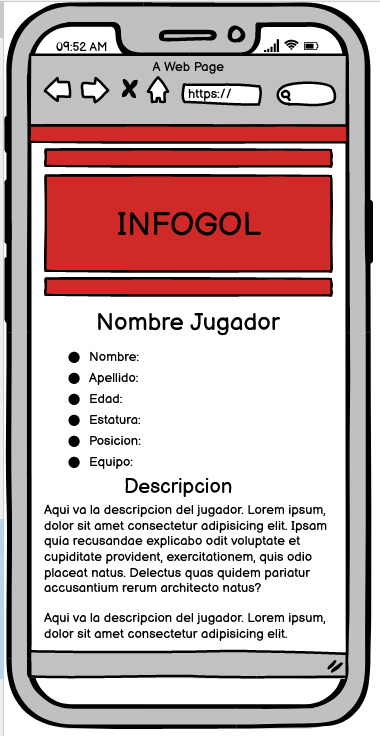 09:52 AM
A Web Page
https://
INFOGOL
Nombre Jugador
Nombre:
Apellido:
Edad:
Estatura:
Posicion:
Equipo:
Descripcion
Aqui va la descripcion del jugador. Lorem ipsum,
dolor sit amet consectetur adipisicing elit. Ipsam
quia recusandae explicabo odit voluptate et
cupiditate provident, exercitationem, quis odio
placeat natus. Delectus quas quidem pariatur
accusantium rerum architecto natus?
Aqui va la descripcion del jugador. Lorem ipsum,
dolor sit amet consectetur adipisicing elit.